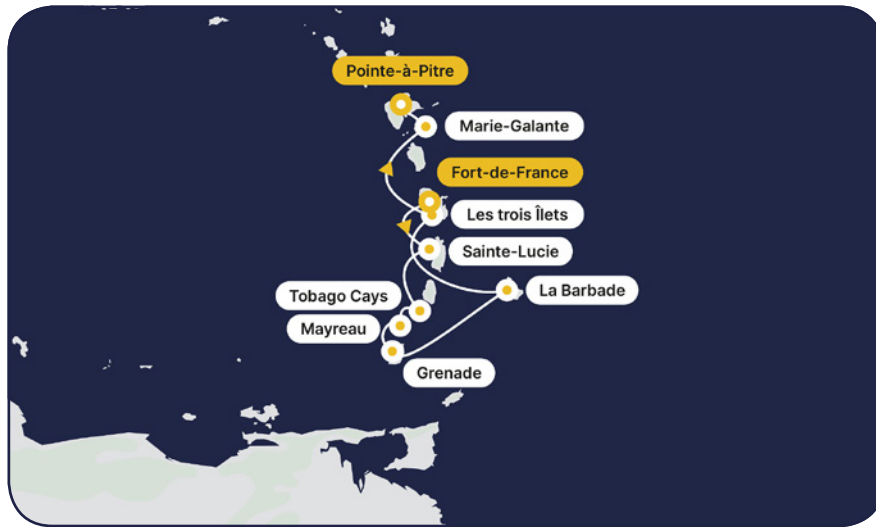 Pointe-à-Pitre
Marie-Galante
Fort-de-France
Les trois Îlets
Sainte-Lucie
La Barbade
Tobago Cays
Mayreau
Grenade